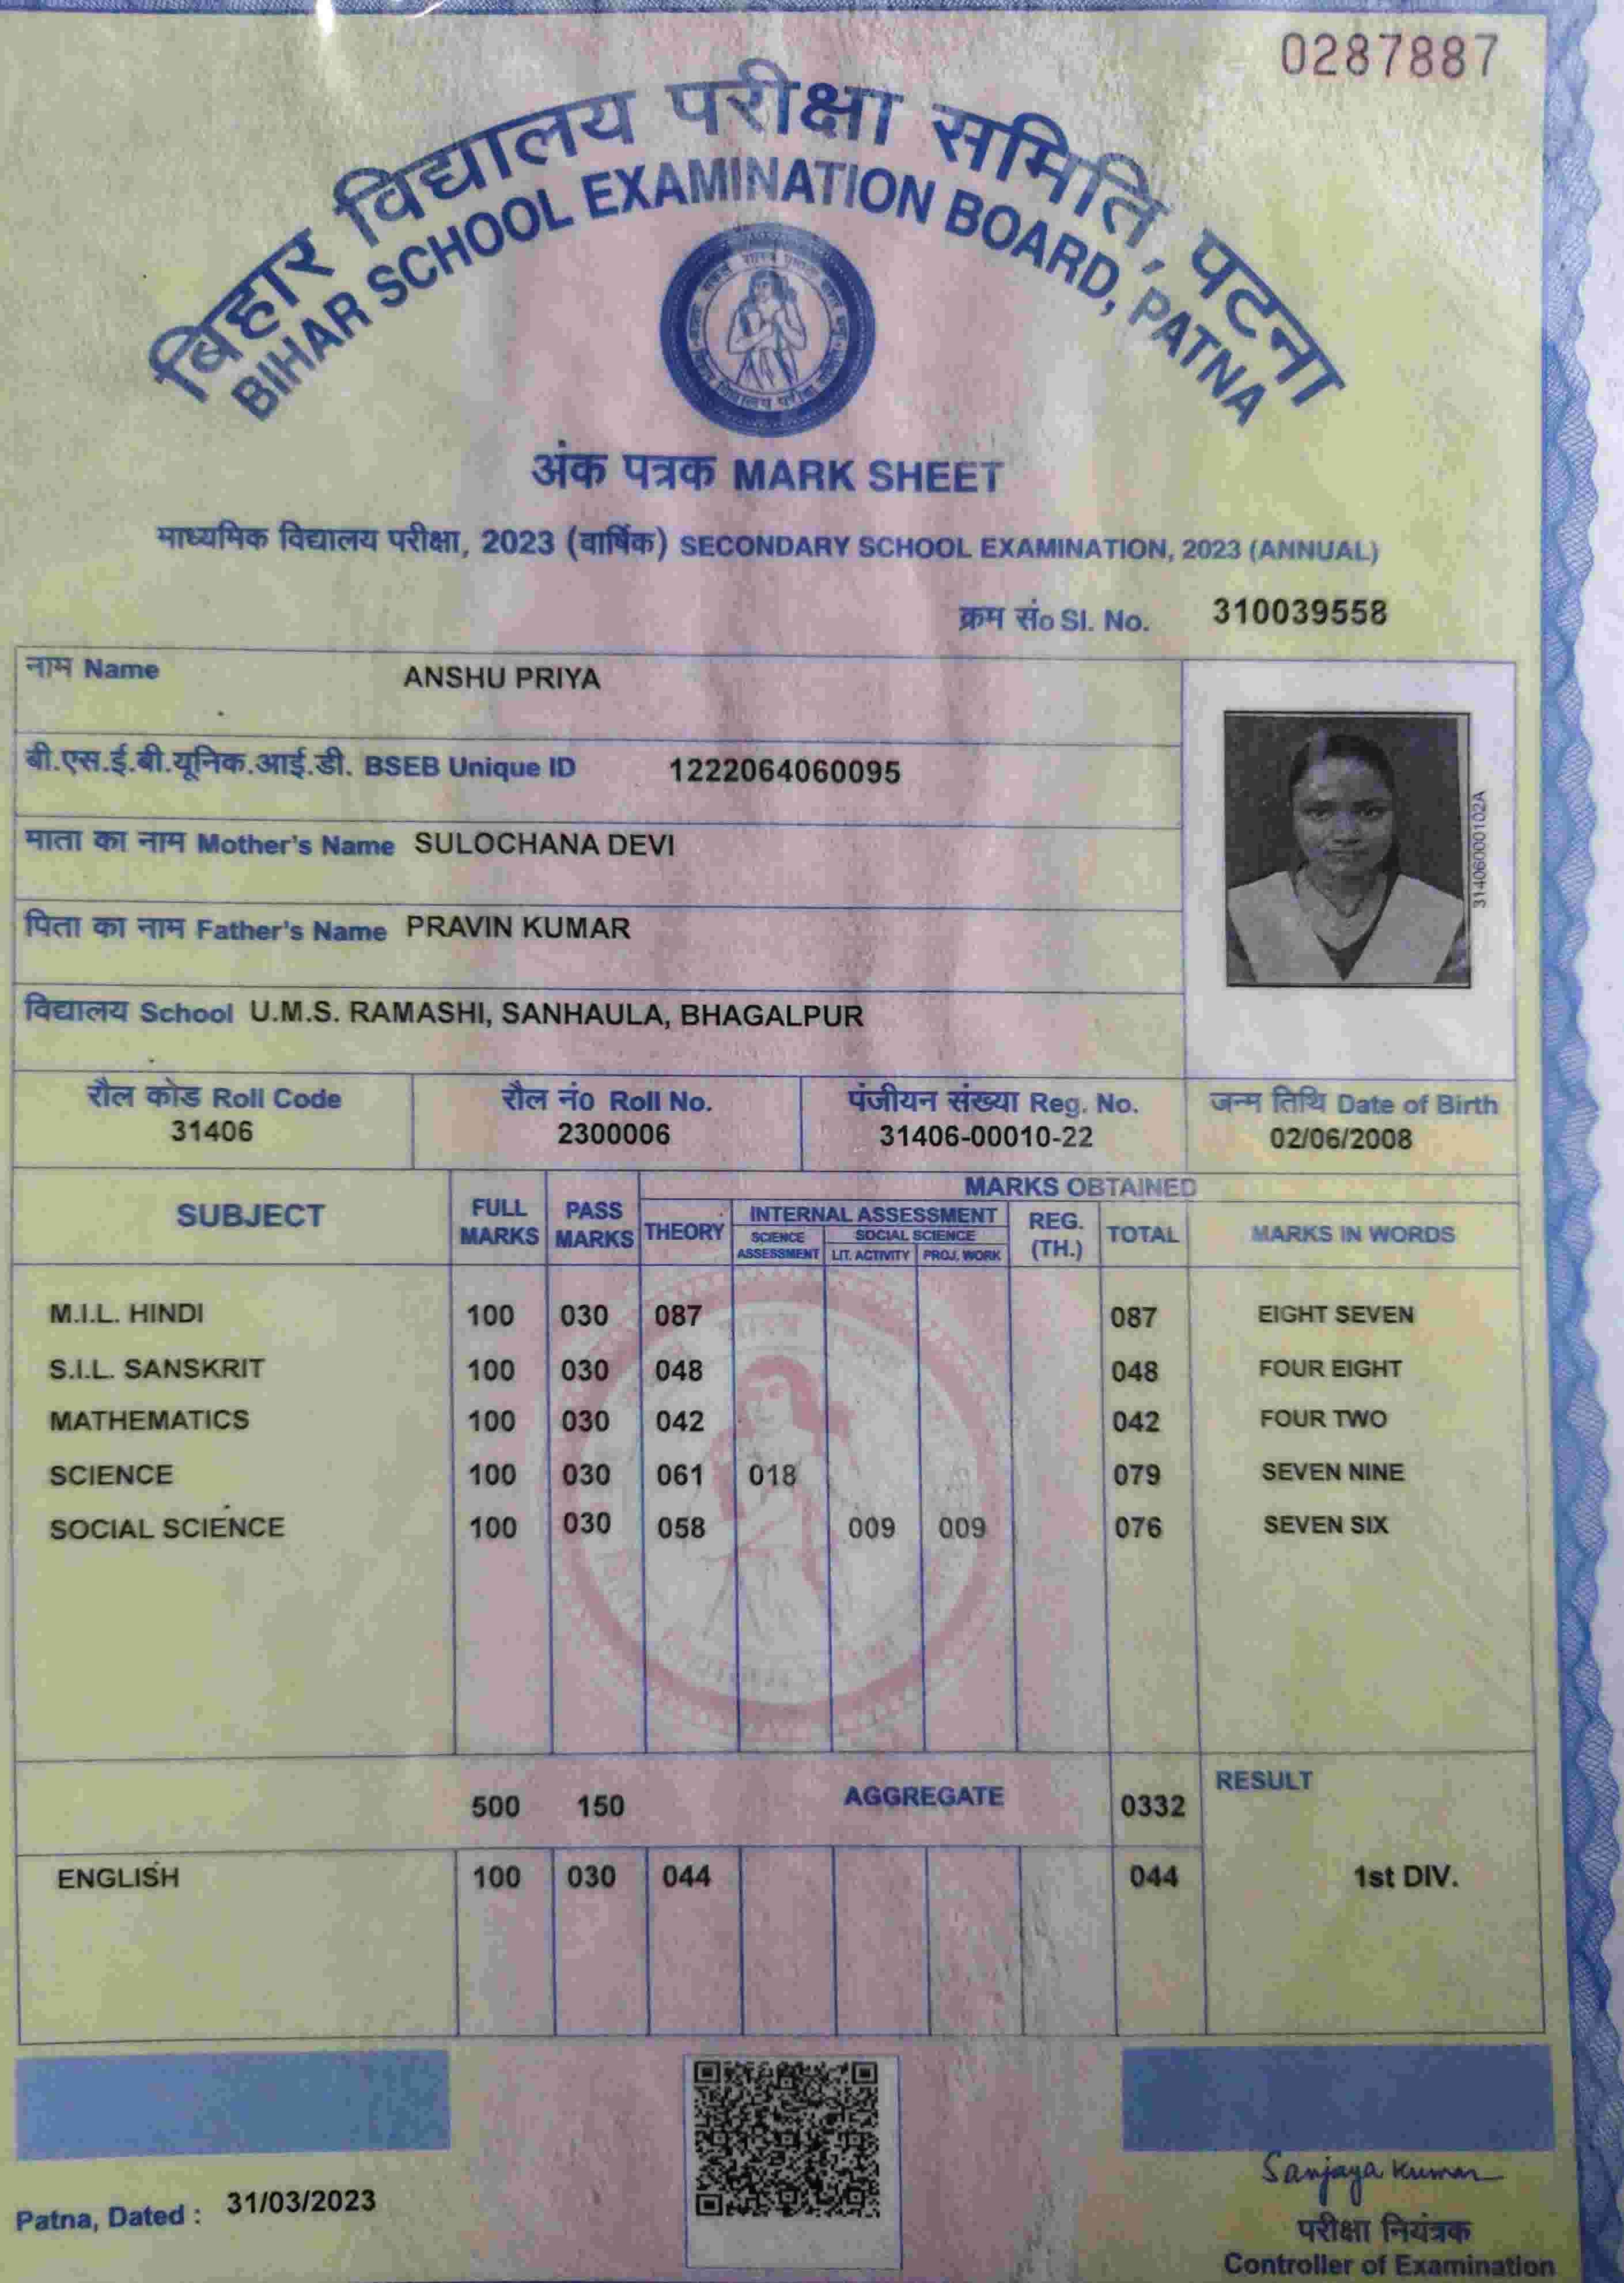 0287887
बिहार विद्यालय परीक्षा समिति, पटना
BIHAR SCHOOL EXAMINATION BOARD, PATNA
अंक पत्रक MARK SHEET
माध्यमिक विद्यालय परीक्षा, 2023 (वार्षिक) SECONDARY SCHOOL EXAMINATION, 2023 (ANNUAL)
क्रम सं० Sl. No. 310039558
नाम Name ANSHU PRIYA
बी.एस.ई.बी.यूनिक.आई.डी. BSEB Unique ID 1222064060095
माता का नाम Mother's Name SULOCHANA DEVI
314060000102A
पिता का नाम Father's Name PRAVIN KUMAR
विद्यालय School U.M.S. RAMASHI, SANHAULA, BHAGALPUR
रौल कोड Roll Code रौल नं० Roll No. पंजीयन संख्या Reg. No. जन्म तिथि Date of Birth
31406 2300006 31406-00010-22 02/06/2008
SUBJECT FULL MARKS PASS MARKS MARKS OBTAINED
THEORY INTERNAL ASSESSMENT REG. (TH.) TOTAL MARKS IN WORDS
SCIENCE ASSESSMENT SOCIAL SCIENCE
LIT. ACTIVITY PROJ. WORK
M.I.L. HINDI 100 030 087 087 EIGHT SEVEN
S.I.L. SANSKRIT 100 030 048 048 FOUR EIGHT
MATHEMATICS 100 030 042 042 FOUR TWO
SCIENCE 100 030 061 018 079 SEVEN NINE
SOCIAL SCIENCE 100 030 058 009 009 076 SEVEN SIX
500 150 AGGREGATE 0332 RESULT
ENGLISH 100 030 044 044 1st DIV.
Patna, Dated : 31/03/2023
Sanjaya Kumar
परीक्षा नियंत्रक
Controller of Examination